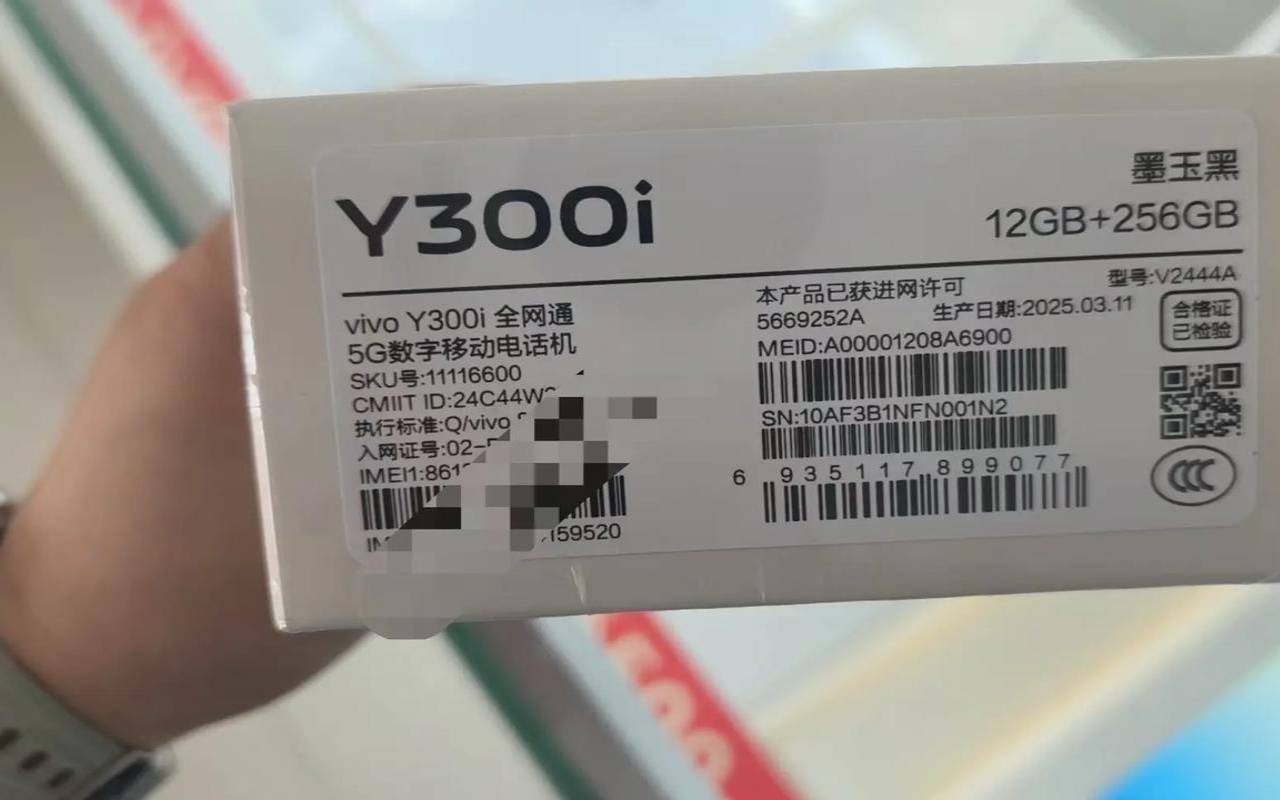 Y300i
墨玉黑
12GB+256GB
vivo Y300i 全网通
5G数字移动电话机
SKU号:11116600
CMIIT ID:24C44W
执行标准:Q/vivo
入网证号:02-
IMEI1:861
159520
本产品已获进网许可
型号:V2444A
5669252A
生产日期:2025.03.11
合格证
已检验
MEID:A00001208A6900
SN:10AF3B1NFN001N2
6 935117 899077
CCC